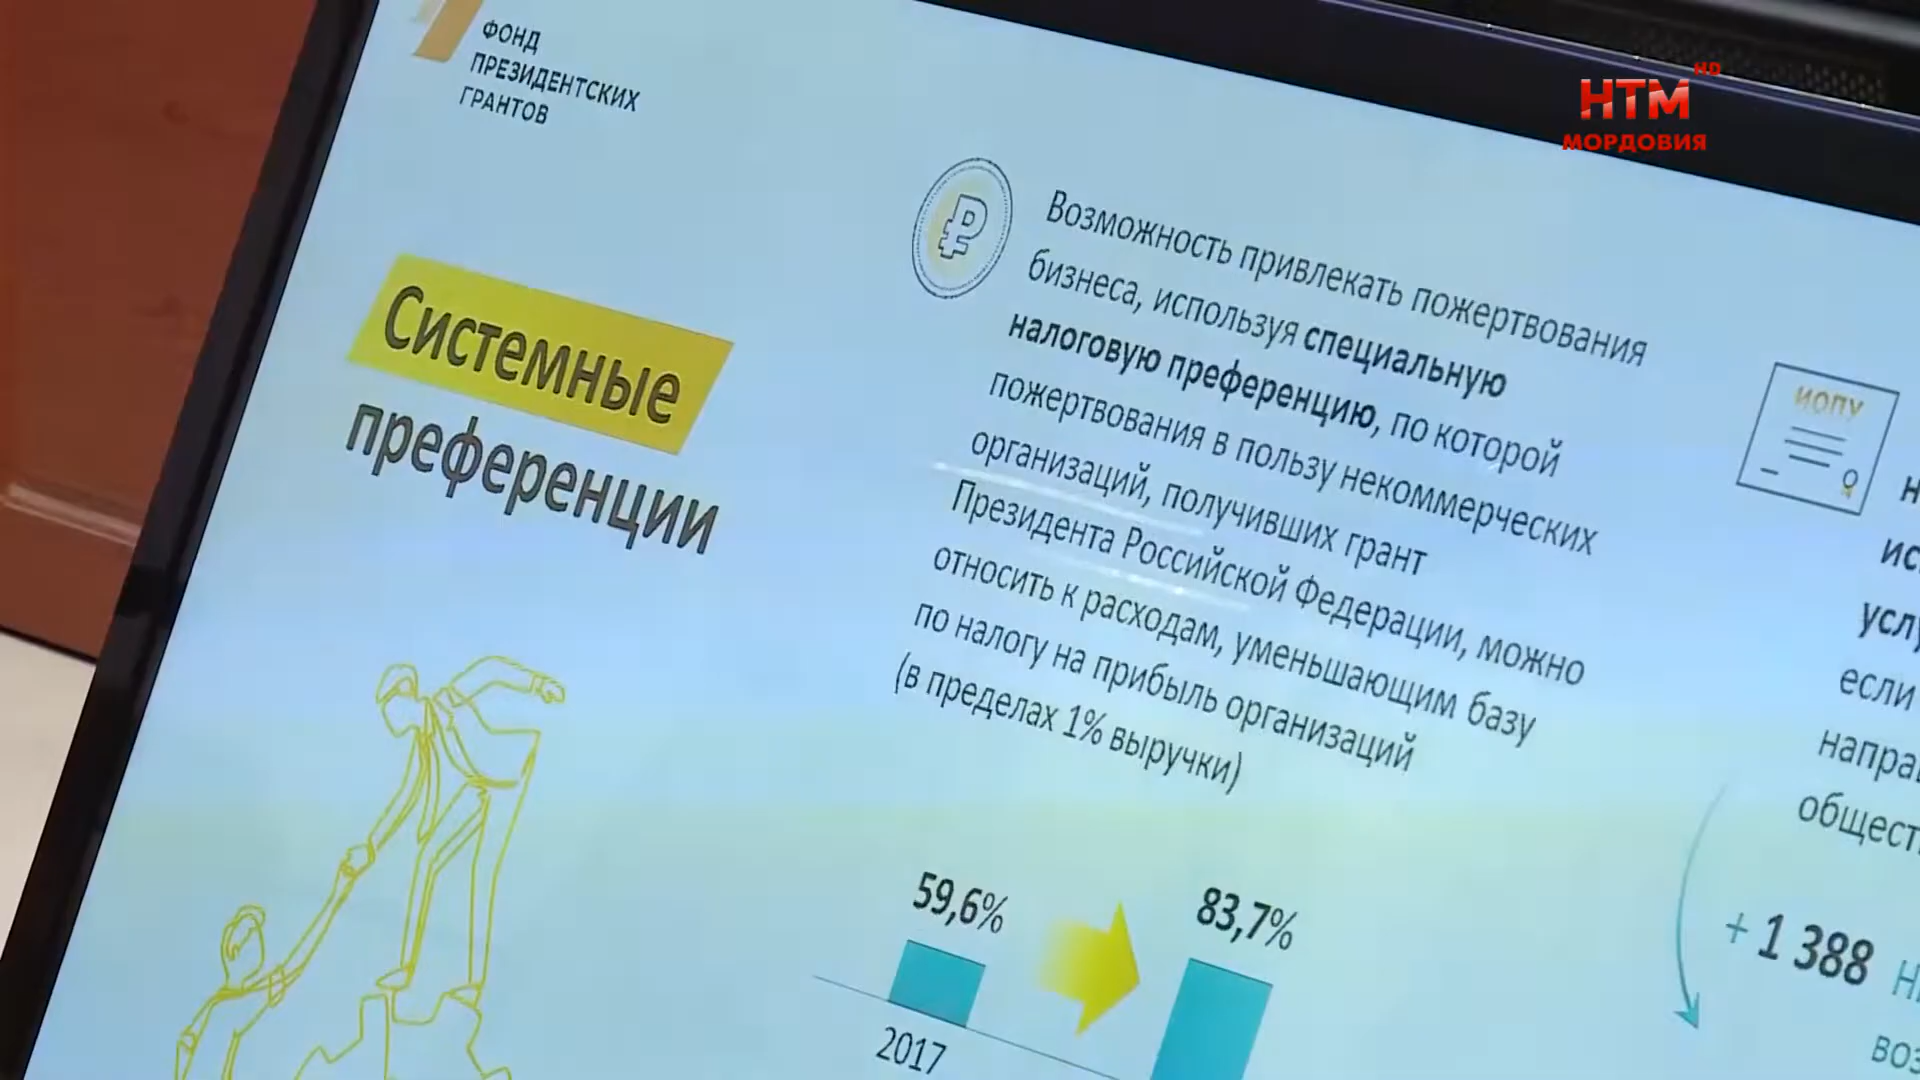 ФОНД
ПРЕЗИДЕНТСКИХ
ГРАНТОВ
HD
НТМ
МОРДОВИЯ
Системные
преференции
Возможность привлекать пожертвования
бизнеса, используя специальную
налоговую преференцию, по которой
пожертвования в пользу некоммерческих
организаций, получивших грант
Президента Российской Федерации, можно
относить к расходам, уменьшающим базу
по налогу на прибыль организаций
(в пределах 1% выручки)
59,6%
83,7%
2017
ИОПУ
если
+ 1 388